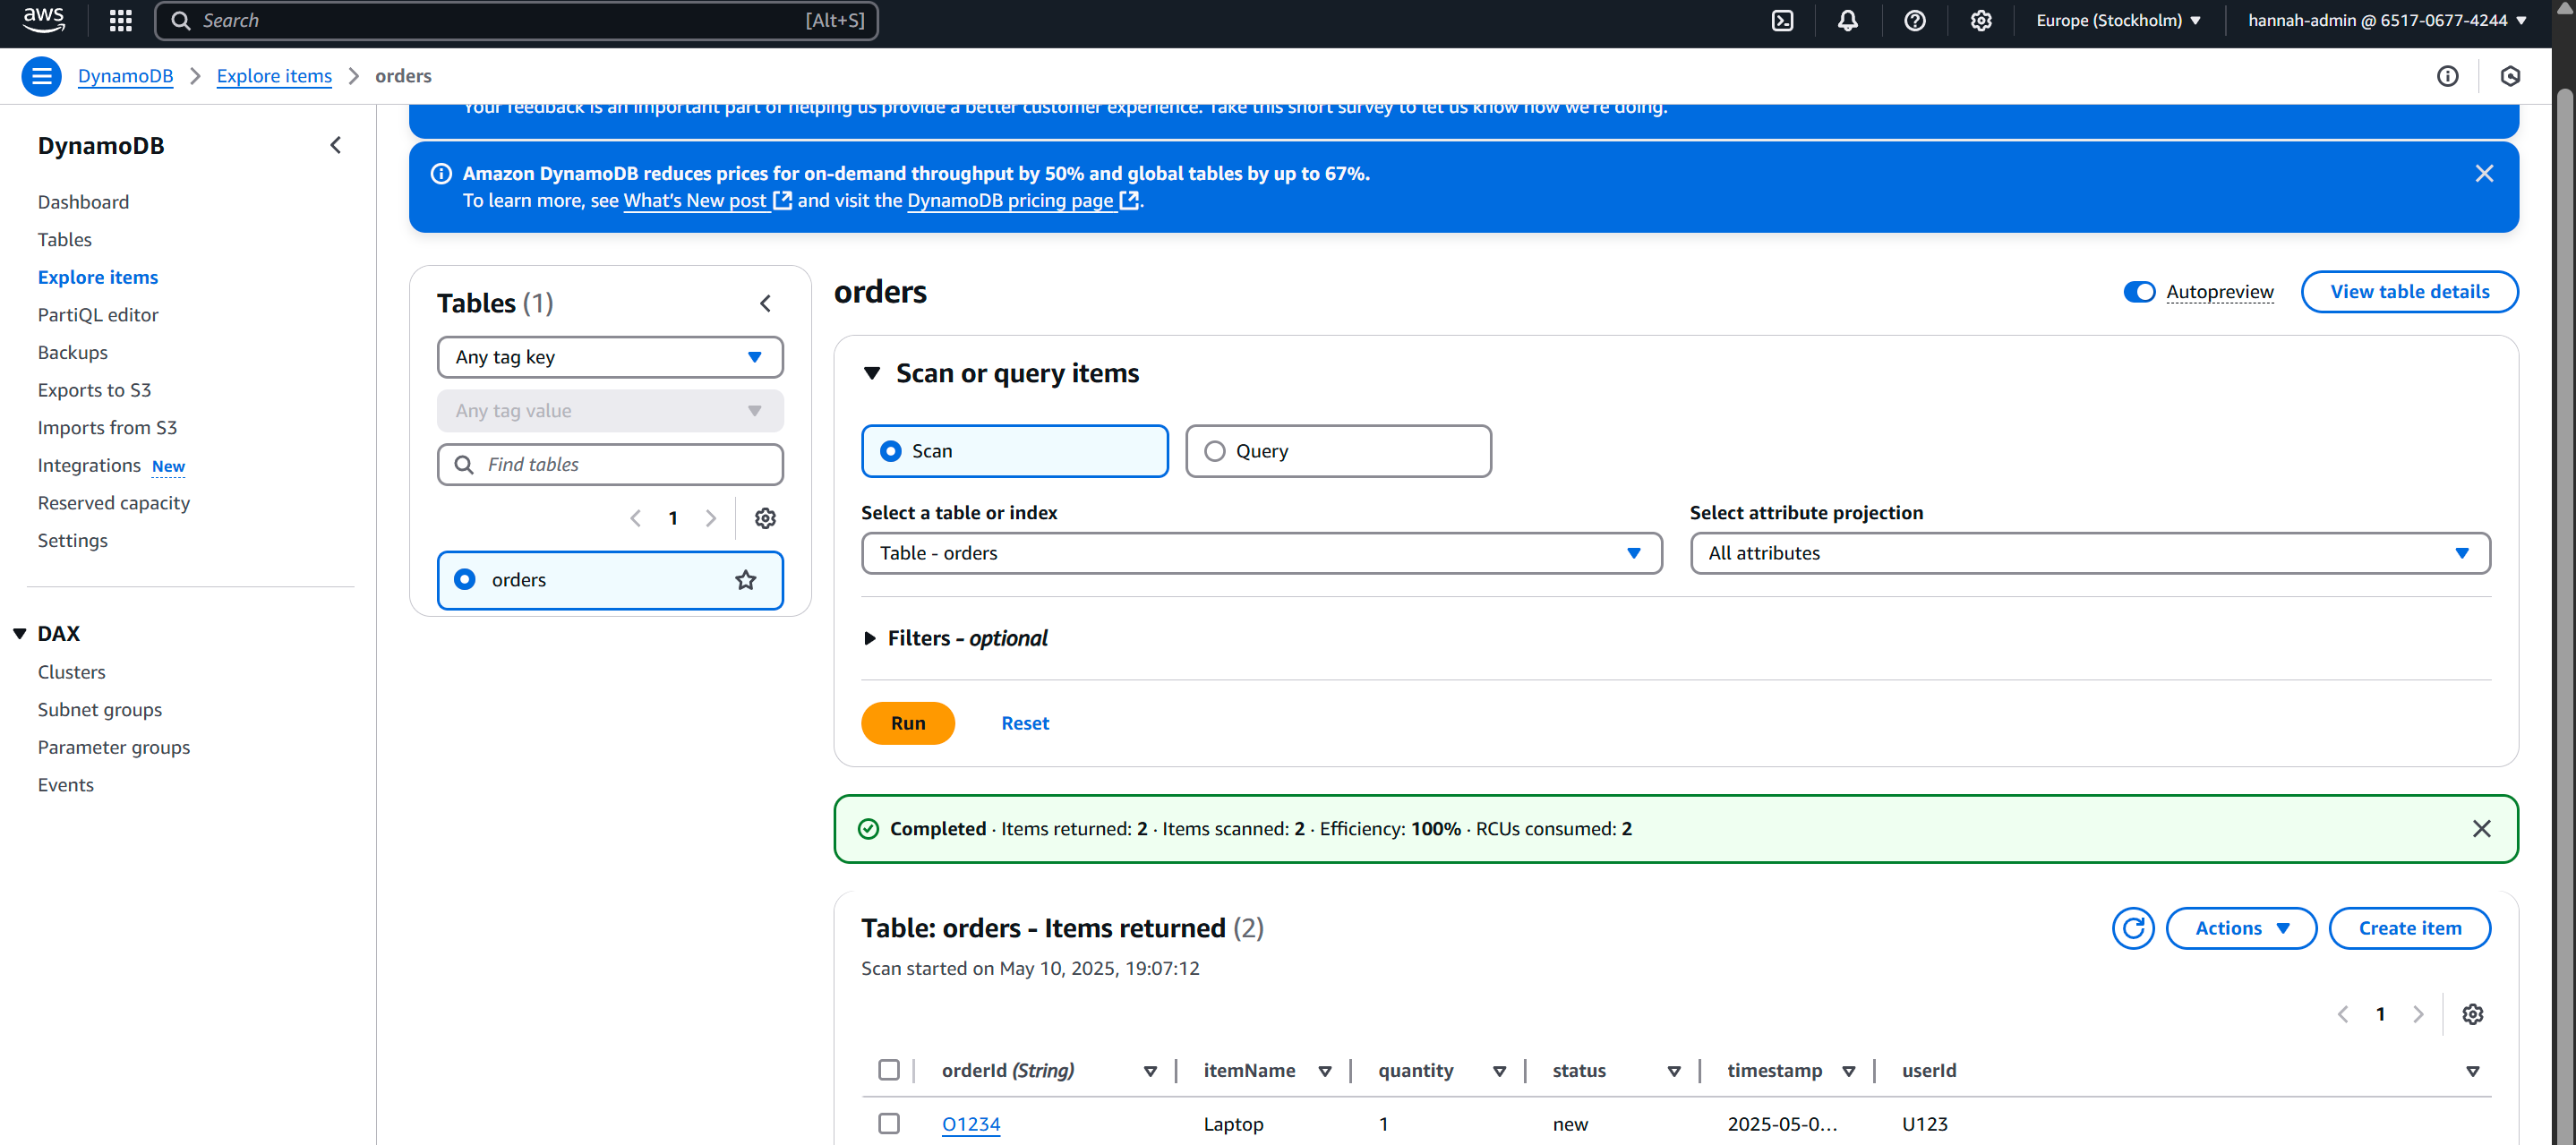 aws
Search [Alt+S]
Europe (Stockholm)
hannah-admin @ 6517-0677-4244
DynamoDB
Explore items
orders
DynamoDB
Dashboard
Tables
Explore items
PartiQL editor
Backups
Exports to S3
Imports from S3
Integrations New
Reserved capacity
Settings
DAX
Clusters
Subnet groups
Parameter groups
Events
Your feedback is an important part of helping us provide a better customer experience. Take this short survey to let us know how we're doing.
Amazon DynamoDB reduces prices for on-demand throughput by 50% and global tables by up to 67%.
To learn more, see What's New post and visit the DynamoDB pricing page.
Tables (1)
Any tag key
Any tag value
Find tables
1
orders
orders
Autopreview
View table details
Scan or query items
Scan
Query
Select a table or index
Table - orders
Select attribute projection
All attributes
Filters - optional
Run
Reset
Completed · Items returned: 2 · Items scanned: 2 · Efficiency: 100% · RCUs consumed: 2
Table: orders - Items returned (2)
Scan started on May 10, 2025, 19:07:12
Actions
Create item
1
orderId (String) itemName quantity status timestamp userId
O1234 Laptop 1 new 2025-05-0... U123